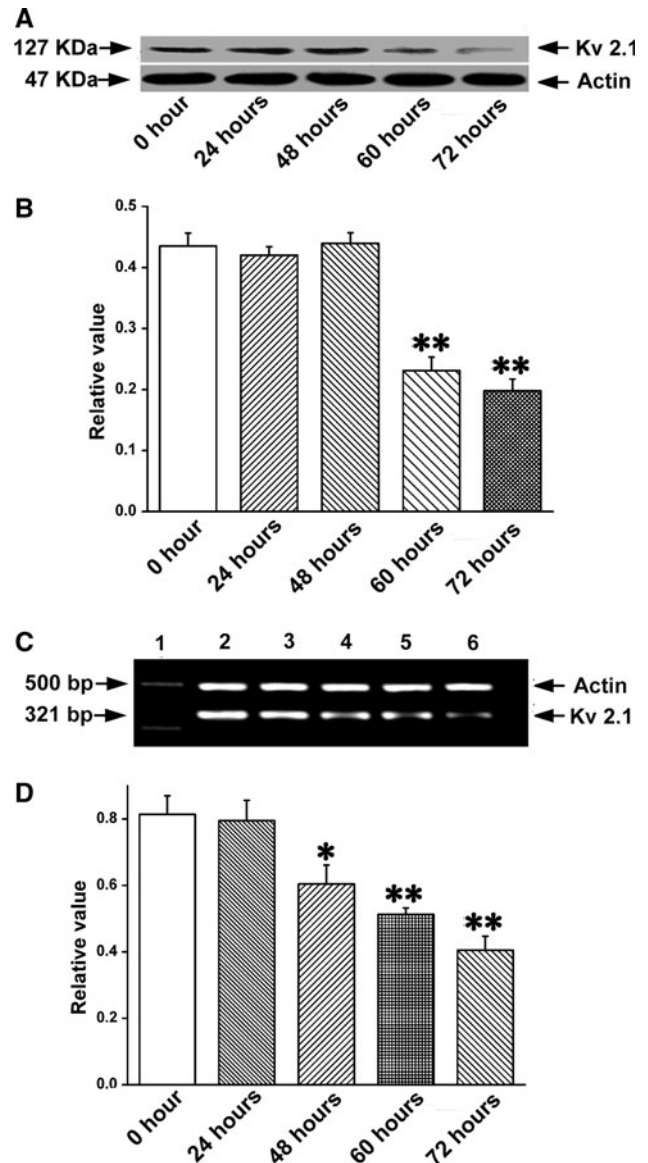 A
127 KDa Kv 2.1
47 KDa Actin
0 hour 24 hours 48 hours 60 hours 72 hours
B
0.5
0.4
0.3
0.2
0.1
0.0
Relative value
** **
0 hour 24 hours 48 hours 60 hours 72 hours
C
1 2 3 4 5 6
500 bp Actin
321 bp Kv 2.1
D
0.8
0.6
0.4
0.2
0.0
Relative value
* ** **
0 hour 24 hours 48 hours 60 hours 72 hours